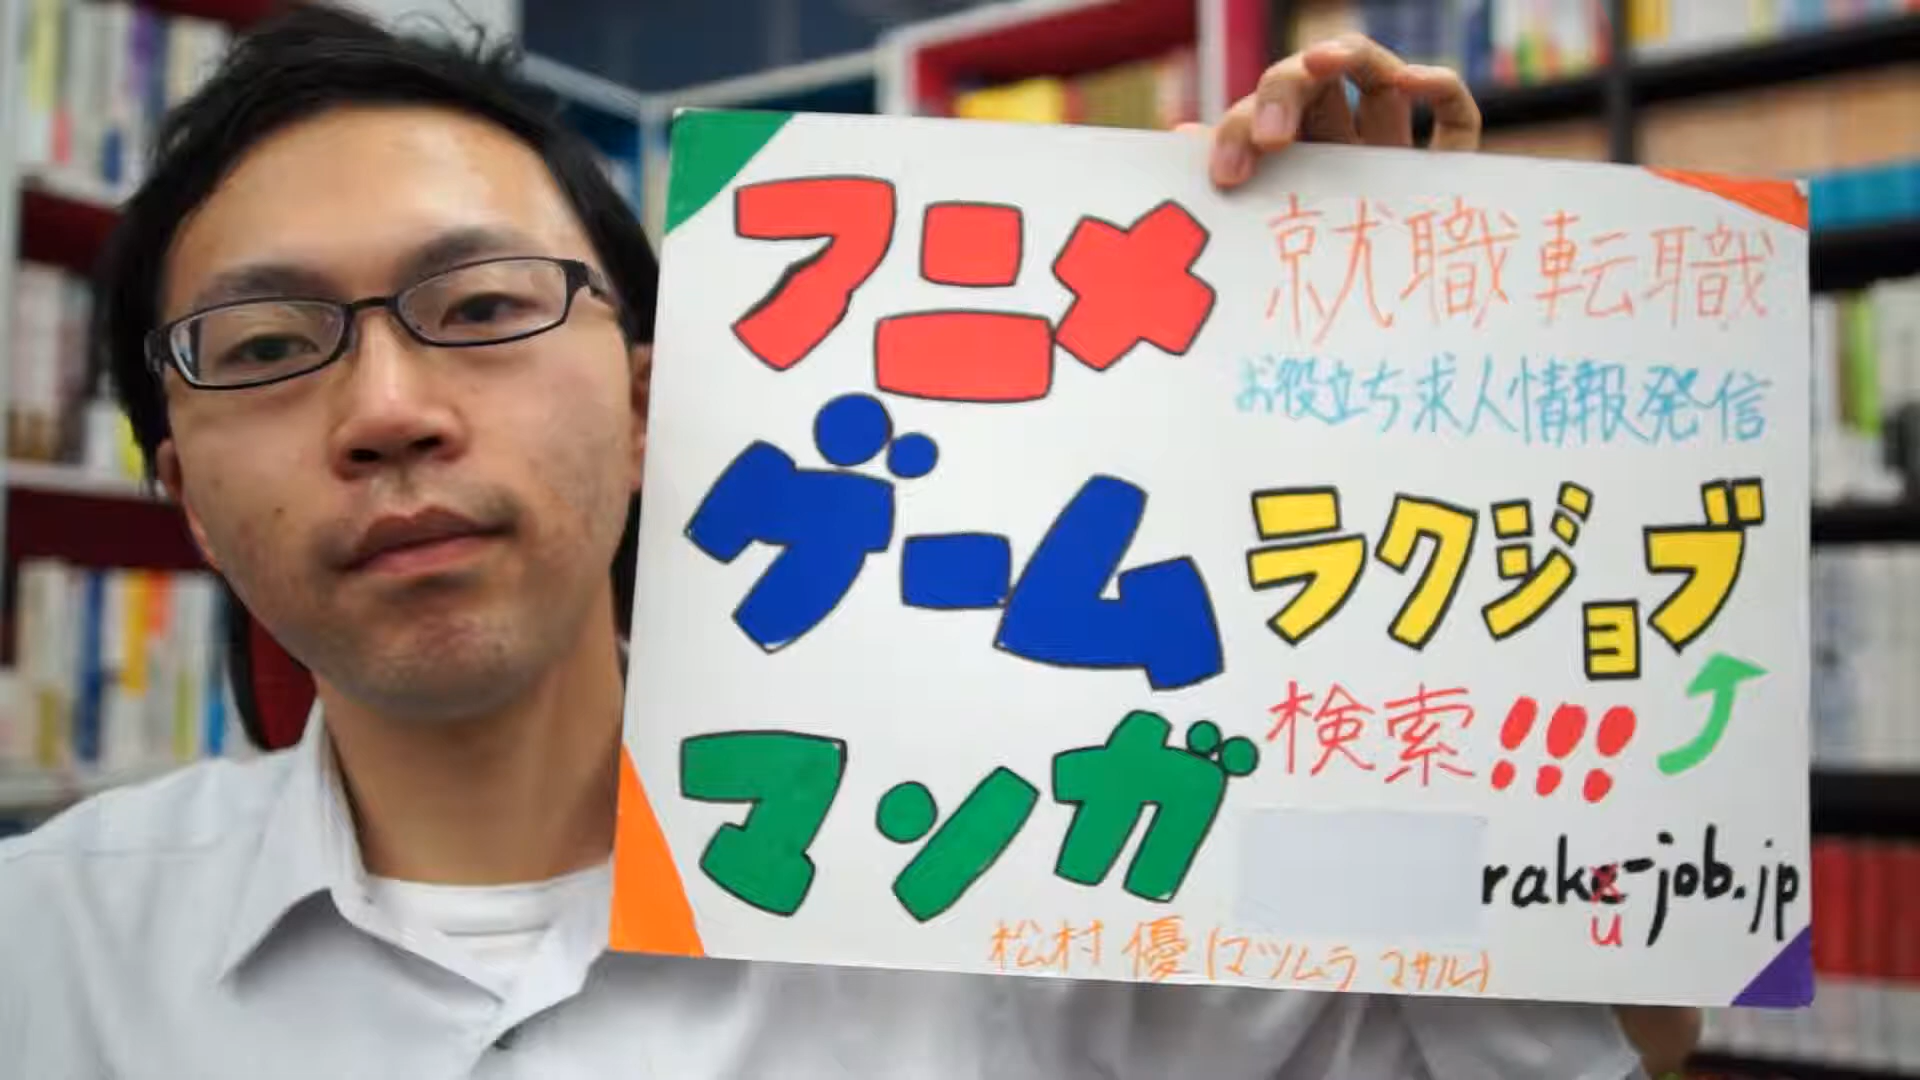 アニメ
ゲーム
マンガ
就職転職
お役立ち求人情報発信
ラクジョブ
検索!!!
rake-job.jp
u
松村 優(マツムラ マサル)